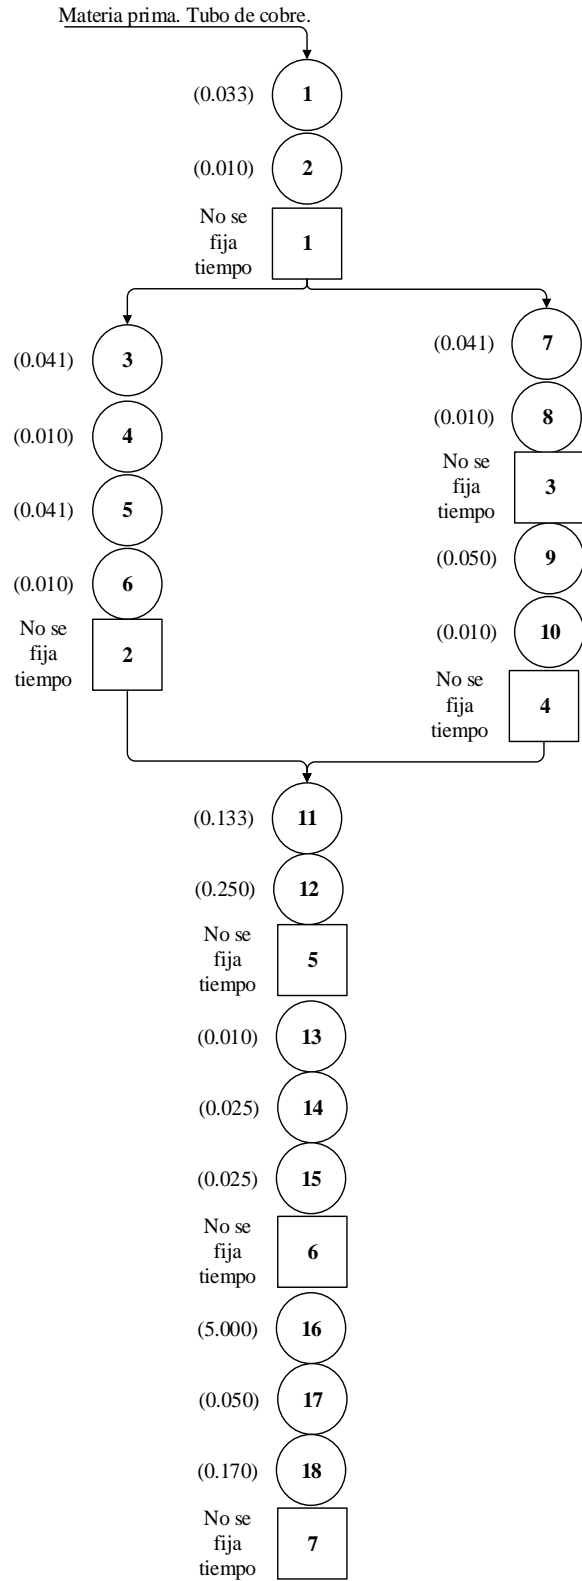 Materia prima. Tubo de cobre.
(0.033) 1
(0.010) 2
No se
fija
tiempo
1
(0.041) 3
(0.010) 4
(0.041) 5
(0.010) 6
No se
fija
tiempo
2
(0.041) 7
(0.010) 8
No se
fija
tiempo
3
(0.050) 9
(0.010) 10
No se
fija
tiempo
4
(0.133) 11
(0.250) 12
No se
fija
tiempo
5
(0.010) 13
(0.025) 14
(0.025) 15
No se
fija
tiempo
6
(5.000) 16
(0.050) 17
(0.170) 18
No se
fija
tiempo
7